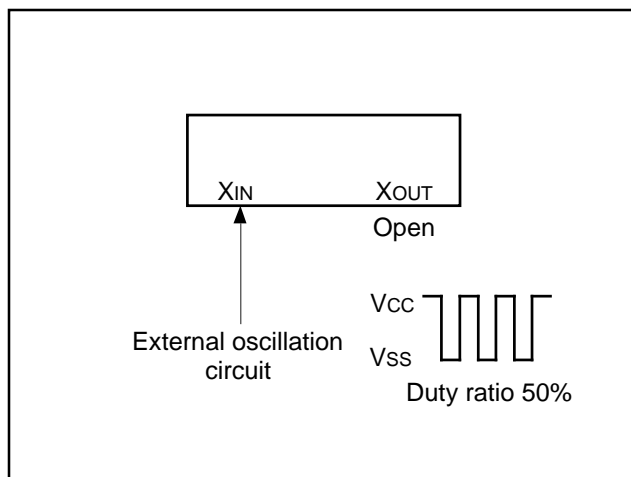 XIN XOUT
Open
External oscillation
circuit
VCC
VSS
Duty ratio 50%